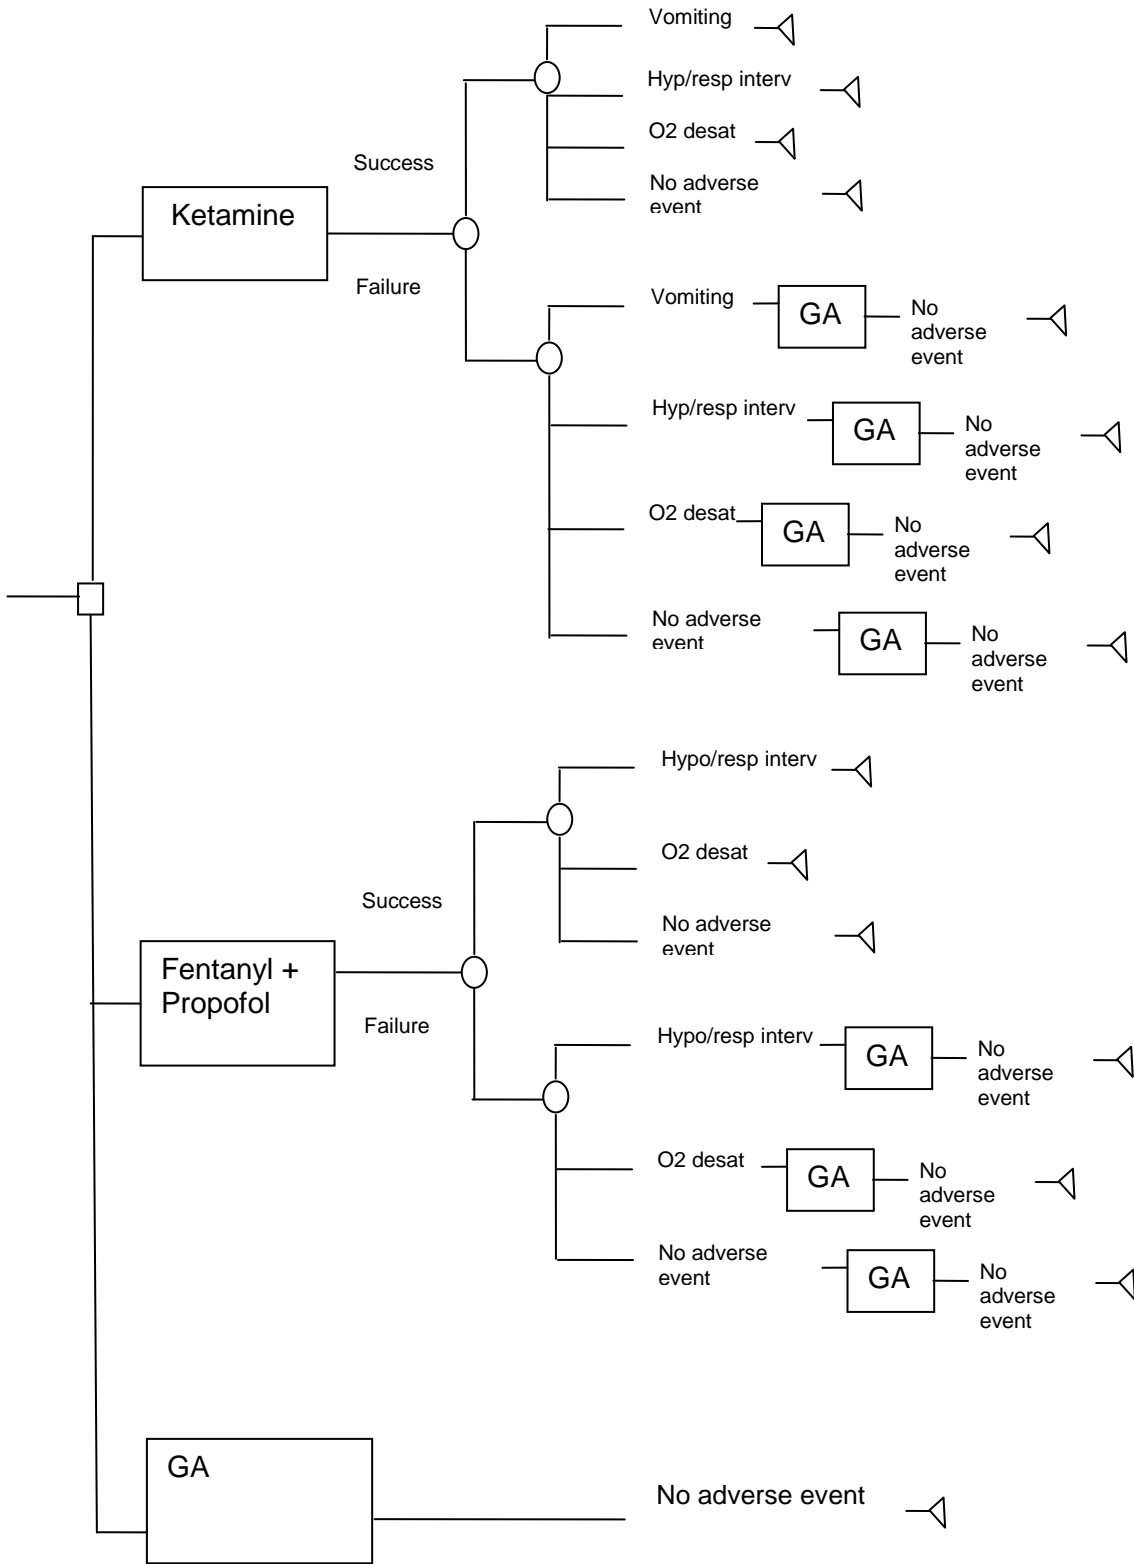 Vomiting
Hyp/resp interv
O2 desat
No adverse
event
Success
Ketamine
Failure
Vomiting
GA
No
adverse
event
Hyp/resp interv
GA
No
adverse
event
O2 desat
GA
No
adverse
event
No adverse
event
GA
No
adverse
event
Hypo/resp interv
O2 desat
No adverse
event
Success
Fentanyl +
Propofol
Failure
Hypo/resp interv
GA
No
adverse
event
O2 desat
GA
No
adverse
event
No adverse
event
GA
No
adverse
event
GA
No adverse event